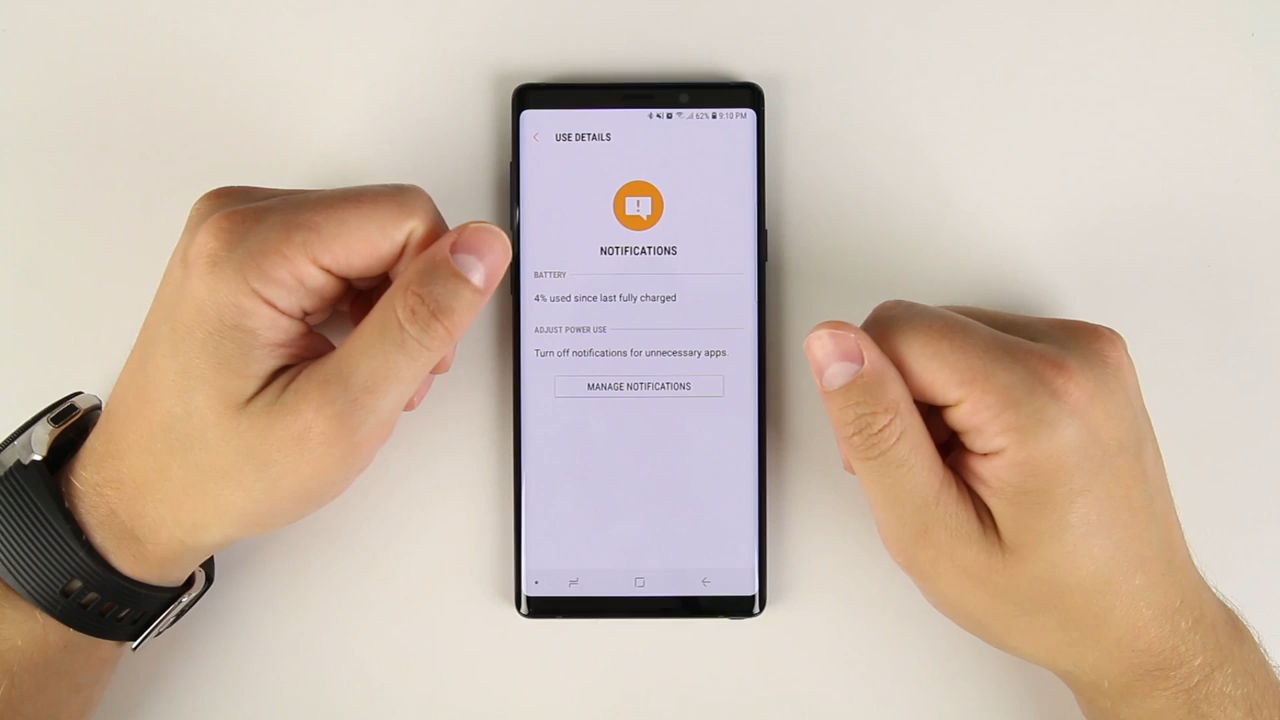 62% 9:10 PM
USE DETAILS
!
NOTIFICATIONS
BATTERY
4% used since last fully charged
ADJUST POWER USE
Turn off notifications for unnecessary apps.
MANAGE NOTIFICATIONS